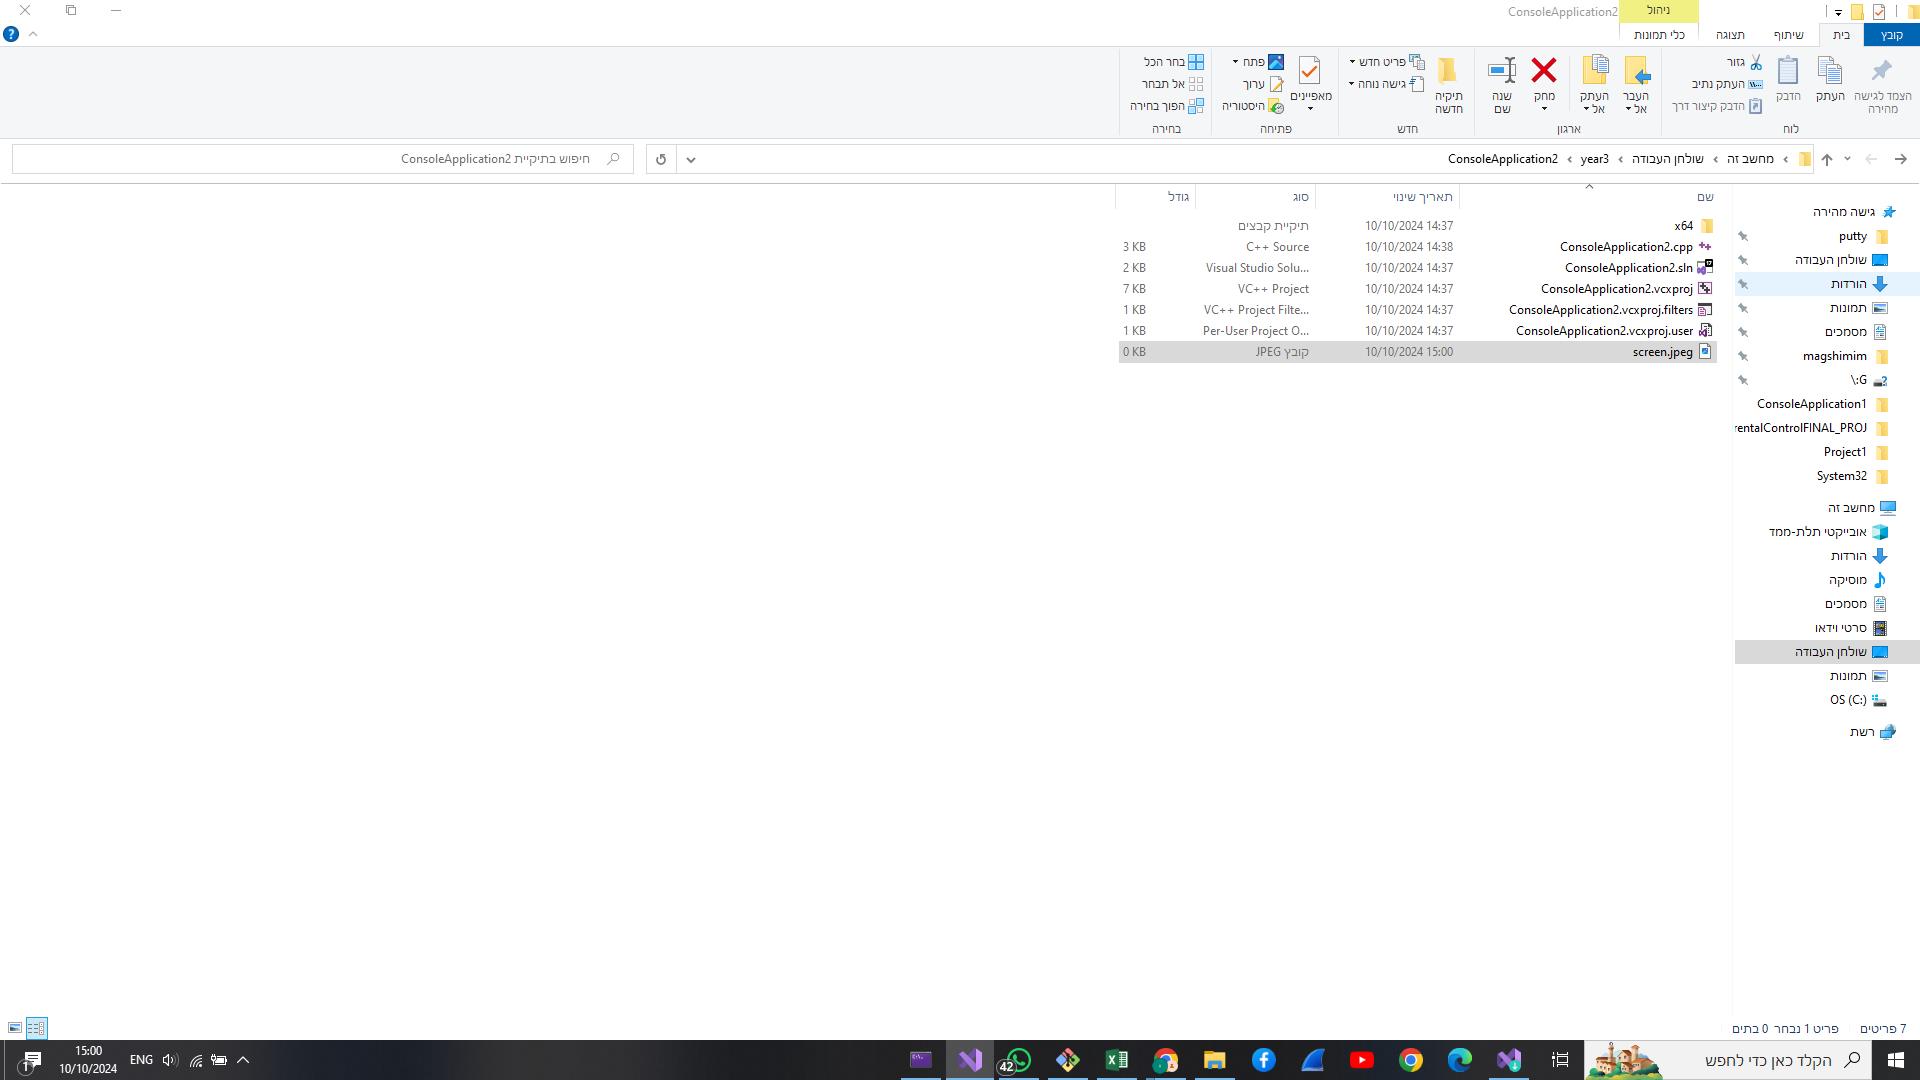 ConsoleApplication2
ניהול
קובץ
בית
שיתוף
תצוגה
כלי תמונות
הצמד לגישה מהירה
העתק
הדבק
גזור
העתק נתיב
הדבק קיצור דרך
לוח
העבר אל
העתק אל
מחק
שנה שם
ארגון
תיקיה חדשה
פריט חדש
גישה נוחה
חדש
מאפיינים
פתח
ערוך
היסטוריה
פתיחה
בחר הכל
אל תבחר
הפוך בחירה
בחירה
מחשב זה › שולחן העבודה › year3 › ConsoleApplication2
חיפוש בתיקיית ConsoleApplication2
שם תאריך שינוי סוג גודל
x64 10/10/2024 14:37 תיקיית קבצים
ConsoleApplication2.cpp 10/10/2024 14:38 C++ Source 3 KB
ConsoleApplication2.sln 10/10/2024 14:37 Visual Studio Solu... 2 KB
ConsoleApplication2.vcxproj 10/10/2024 14:37 VC++ Project 7 KB
ConsoleApplication2.vcxproj.filters 10/10/2024 14:37 VC++ Project Filte... 1 KB
ConsoleApplication2.vcxproj.user 10/10/2024 14:37 Per-User Project O... 1 KB
screen.jpeg 10/10/2024 15:00 קובץ JPEG 0 KB
גישה מהירה
putty
שולחן העבודה
הורדות
תמונות
מסמכים
magshimim
\:G
ConsoleApplication1
rentalControlFINAL_PROJ
Project1
System32
מחשב זה
אובייקטי תלת-ממד
הורדות
מוסיקה
מסמכים
סרטי וידאו
שולחן העבודה
תמונות
OS (C:)
רשת
7 פריטים
פריט 1 נבחר 0 בתים
הקלד כאן כדי לחפש
42
ENG
15:00
10/10/2024
1